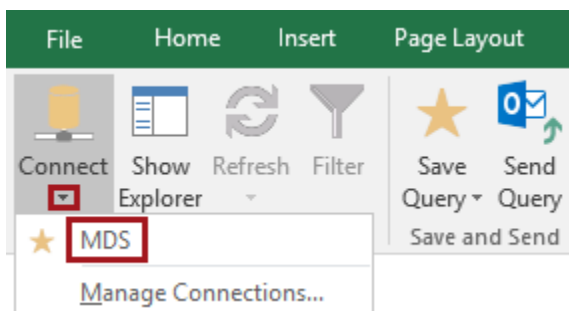 File Home Insert Page Layout
Connect Show Explorer Refresh Filter Save Query Send Query
Save and Send
MDS
Manage Connections...